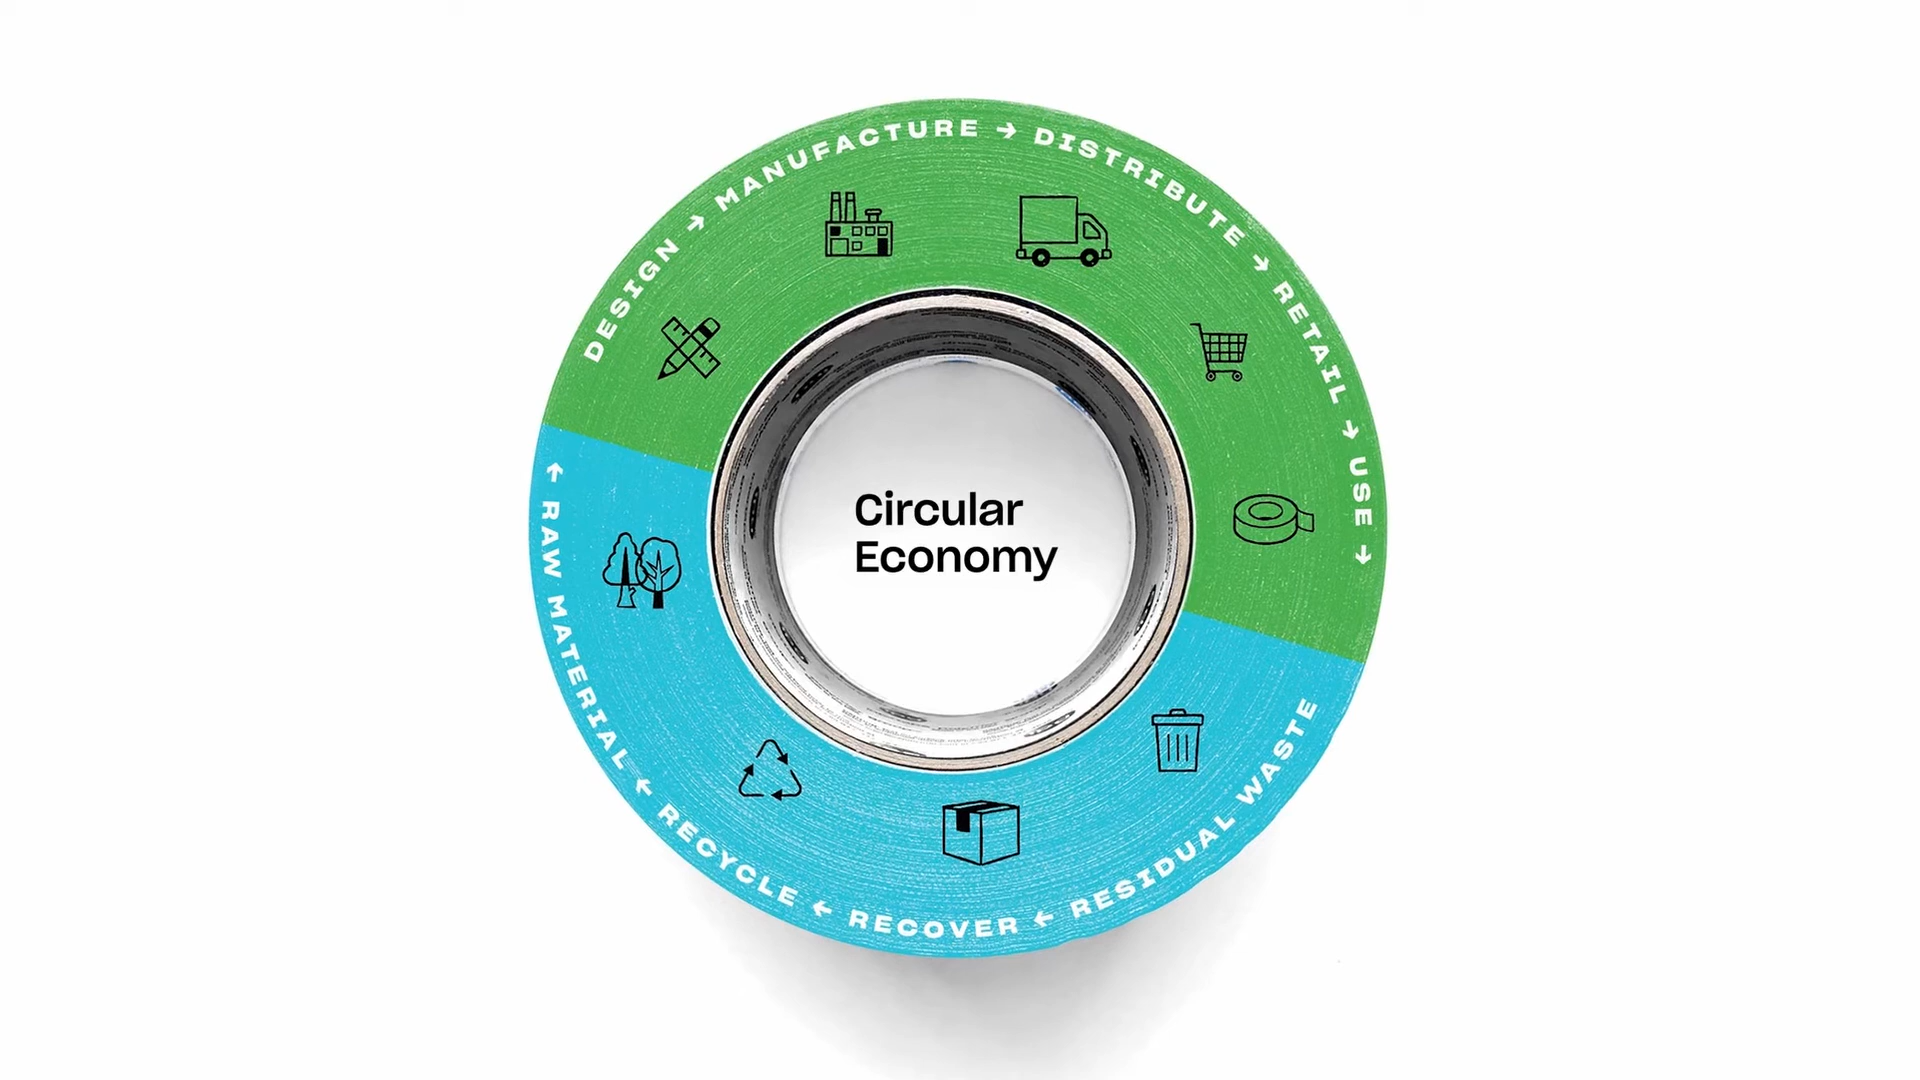 DESIGN → MANUFACTURE → DISTRIBUTE → RETAIL → USE →
RESIDUAL WASTE → RECOVER → RECYCLE → RAW MATERIAL →
Circular
Economy